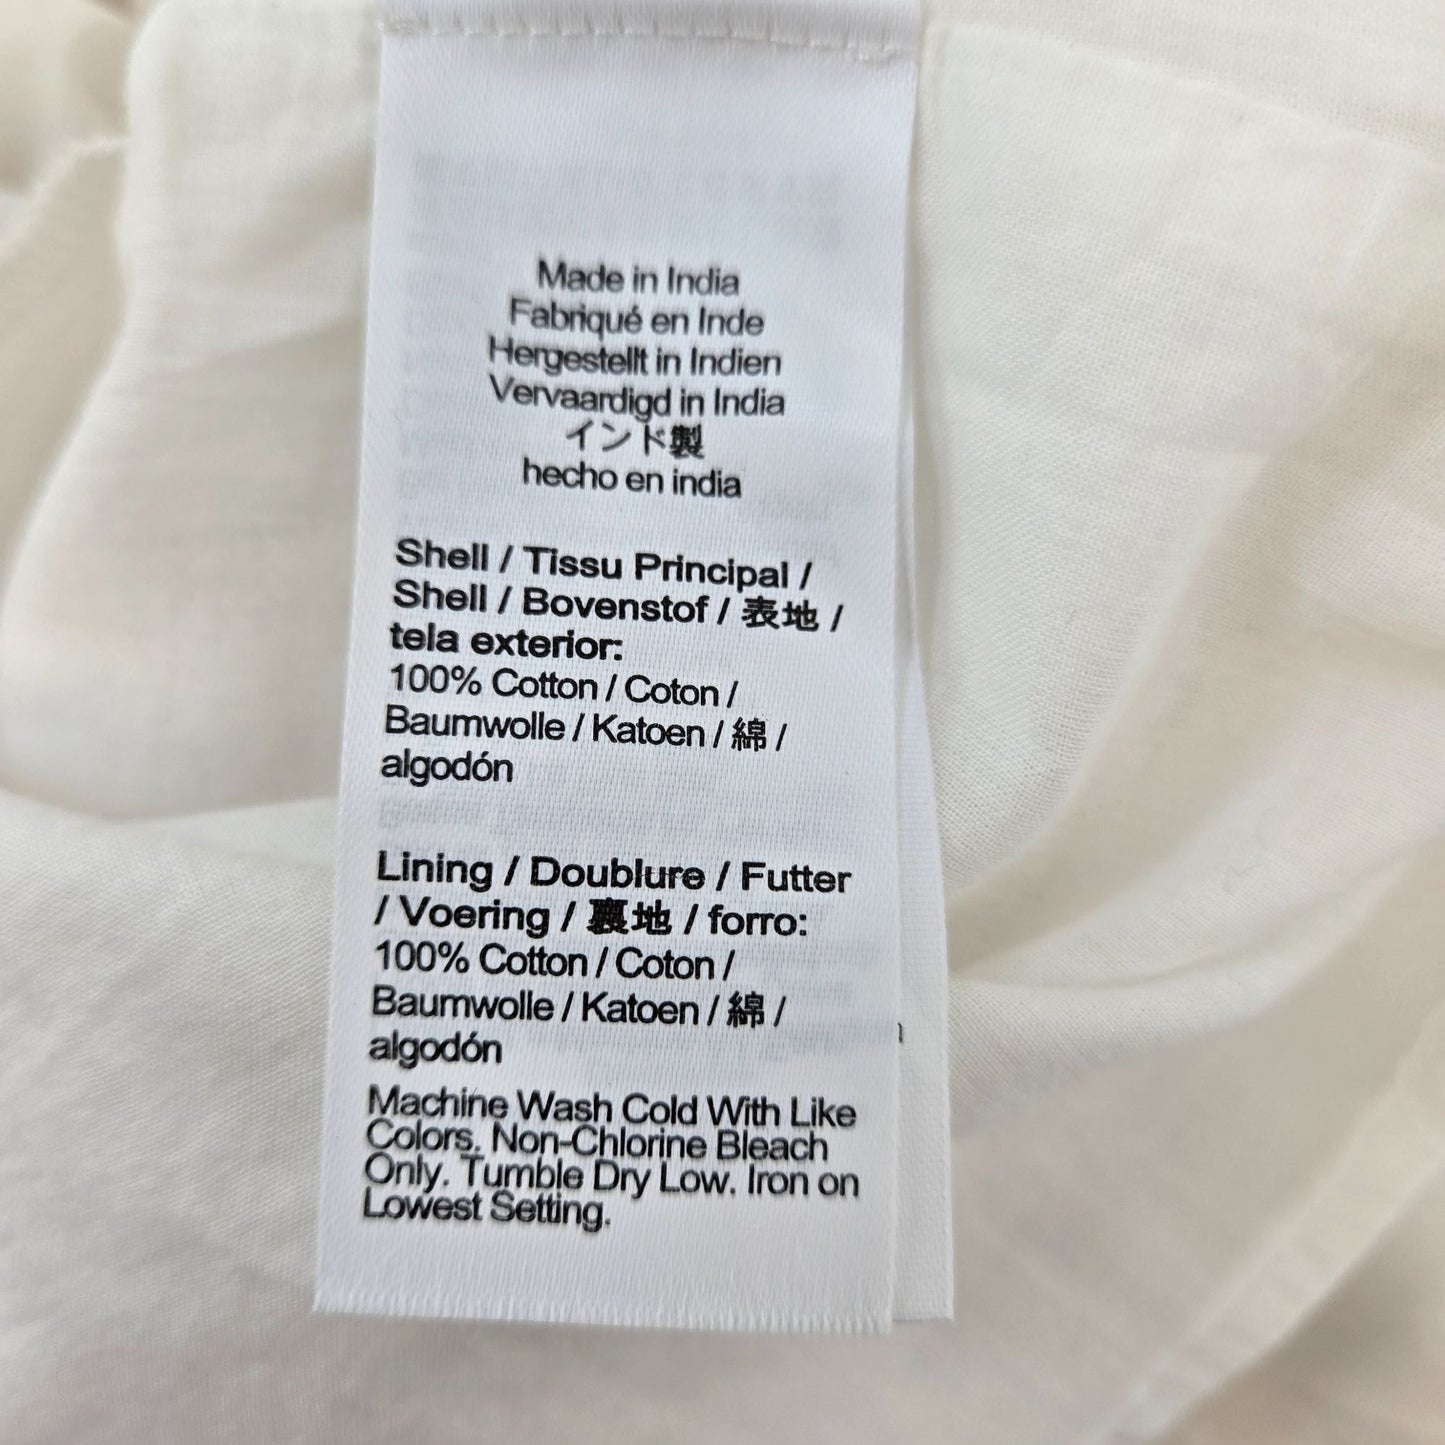 Made in India
Fabriqué en Inde
Hergestellt in Indien
Vervaardigd in India
インド製
hecho en india
Shell / Tissu Principal /
Shell / Bovenstof / 表地 /
tela exterior:
100% Cotton / Coton /
Baumwolle / Katoen / 綿 /
algodón
Lining / Doublure / Futter
/ Voering / 裏地 / forro:
100% Cotton / Coton /
Baumwolle / Katoen / 綿 /
algodón
Machine Wash Cold With Like
Colors. Non-Chlorine Bleach
Only. Tumble Dry Low. Iron on
Lowest Setting.